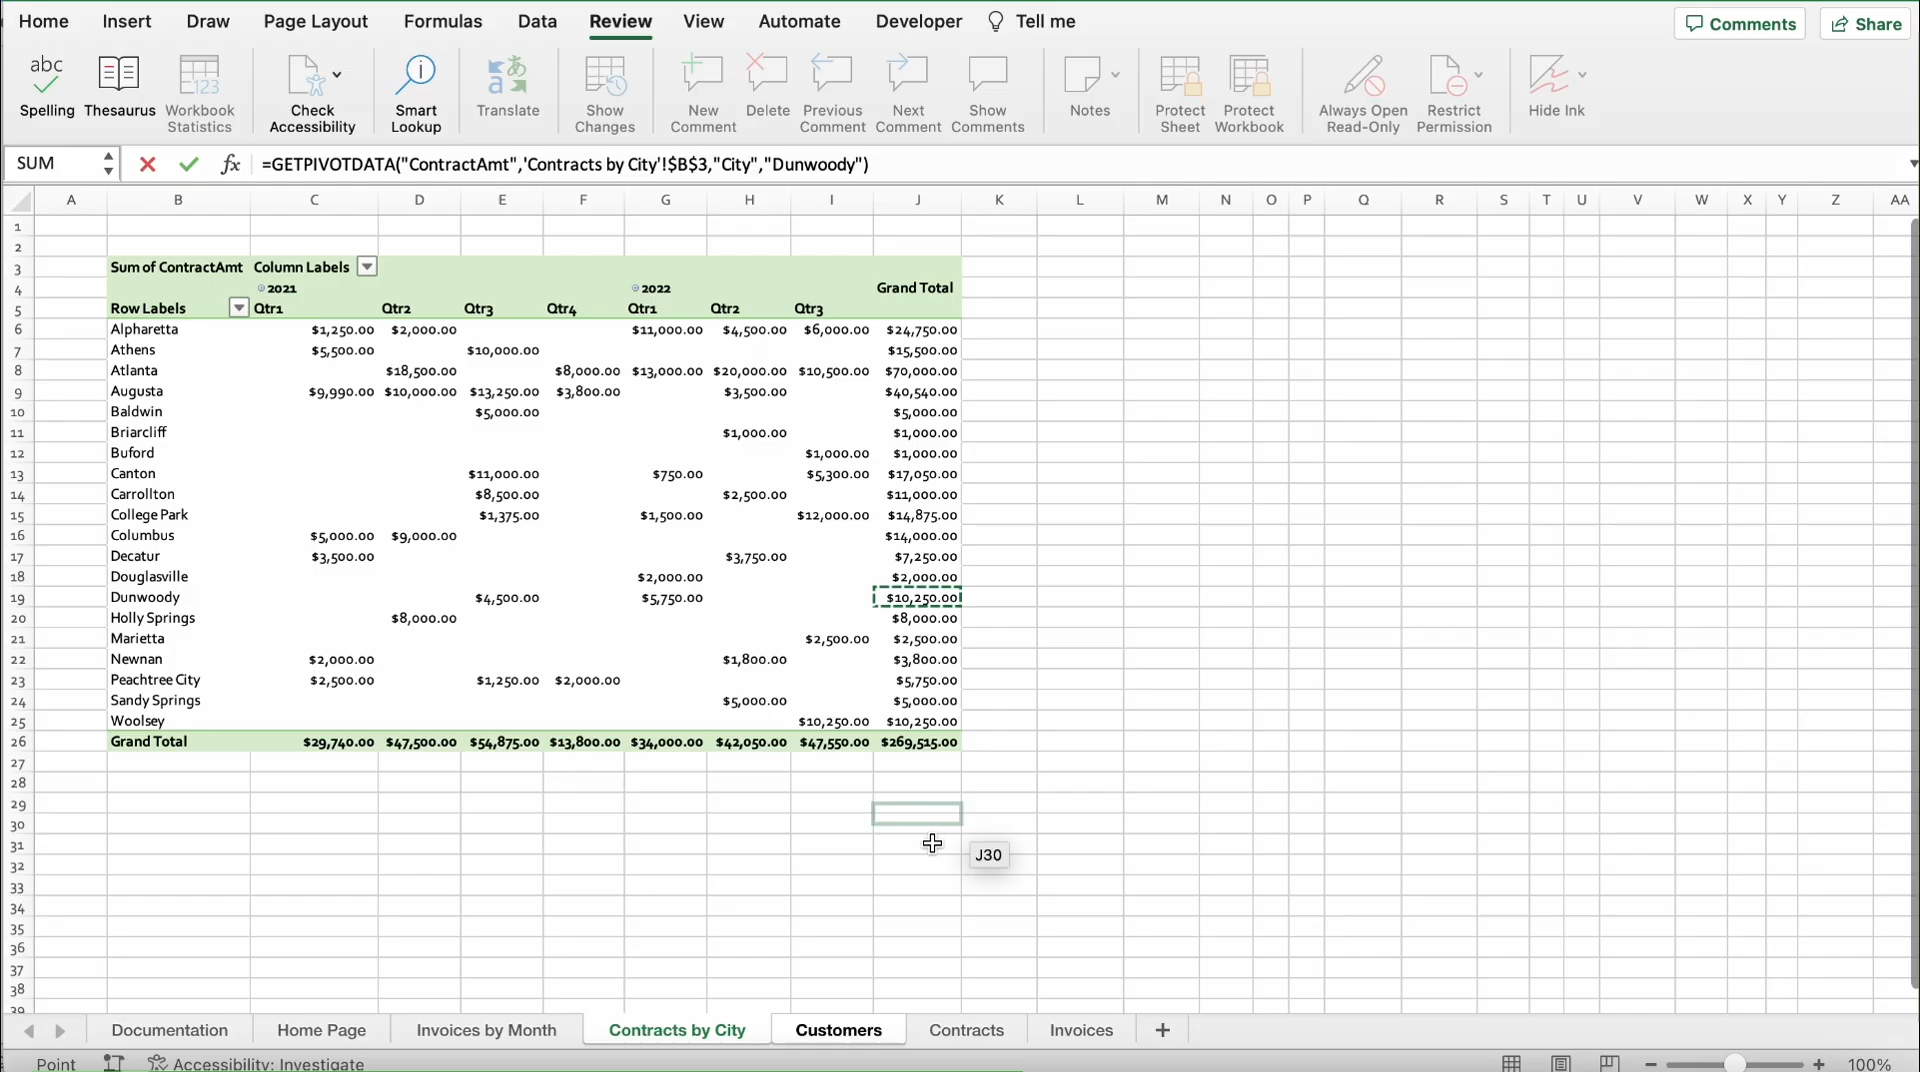 Home Insert Draw Page Layout Formulas Data Review View Automate Developer Tell me Comments Share
abc
Spelling Thesaurus Workbook Statistics Check Accessibility Smart Lookup Translate Show Changes New Comment Delete Previous Comment Next Comment Show Comments Notes Protect Sheet Protect Workbook Always Open Read-Only Restrict Permission Hide Ink
SUM fx =GETPIVOTDATA("ContractAmt",'Contracts by City'!$B$3,"City","Dunwoody")
A B C D E F G H I J K L M N O P Q R S T U V W X Y Z AA
1
2
3 Sum of ContractAmt Column Labels
4 2021 2022 Grand Total
5 Row Labels Qtr1 Qtr2 Qtr3 Qtr4 Qtr1 Qtr2 Qtr3
6 Alpharetta $1,250.00 $2,000.00 $11,000.00 $4,500.00 $6,000.00 $24,750.00
7 Athens $5,500.00 $10,000.00 $15,500.00
8 Atlanta $18,500.00 $8,000.00 $13,000.00 $20,000.00 $10,500.00 $70,000.00
9 Augusta $9,990.00 $10,000.00 $13,250.00 $3,800.00 $3,500.00 $40,540.00
10 Baldwin $5,000.00 $5,000.00
11 Briarcliff $1,000.00 $1,000.00
12 Buford $1,000.00 $1,000.00
13 Canton $11,000.00 $750.00 $5,300.00 $17,050.00
14 Carrollton $8,500.00 $2,500.00 $11,000.00
15 College Park $1,375.00 $1,500.00 $12,000.00 $14,875.00
16 Columbus $5,000.00 $9,000.00 $14,000.00
17 Decatur $3,500.00 $3,750.00 $7,250.00
18 Douglasville $2,000.00 $2,000.00
19 Dunwoody $4,500.00 $5,750.00 $10,250.00
20 Holly Springs $8,000.00 $8,000.00
21 Marietta $2,500.00 $2,500.00
22 Newnan $2,000.00 $1,800.00 $3,800.00
23 Peachtree City $2,500.00 $1,250.00 $2,000.00 $5,750.00
24 Sandy Springs $5,000.00 $5,000.00
25 Woolsey $10,250.00 $10,250.00
26 Grand Total $29,740.00 $47,500.00 $54,875.00 $13,800.00 $34,000.00 $42,050.00 $47,550.00 $269,515.00
27
28
29
30
31 J30
32
33
34
35
36
37
38
39
Documentation Home Page Invoices by Month Contracts by City Customers Contracts Invoices
Point Accessibility: Investigate 100%